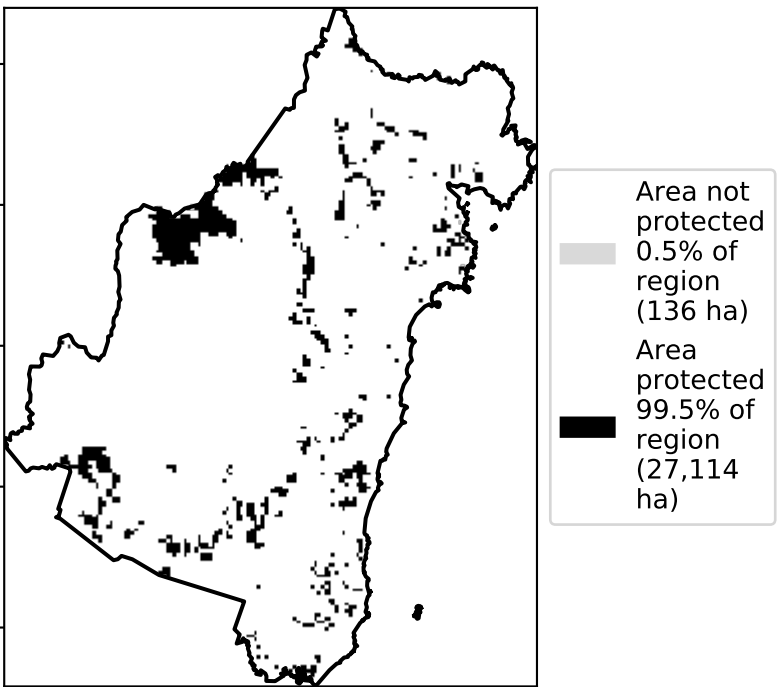 Area not
protected
0.5% of
region
(136 ha)
Area
protected
99.5% of
region
(27,114
ha)